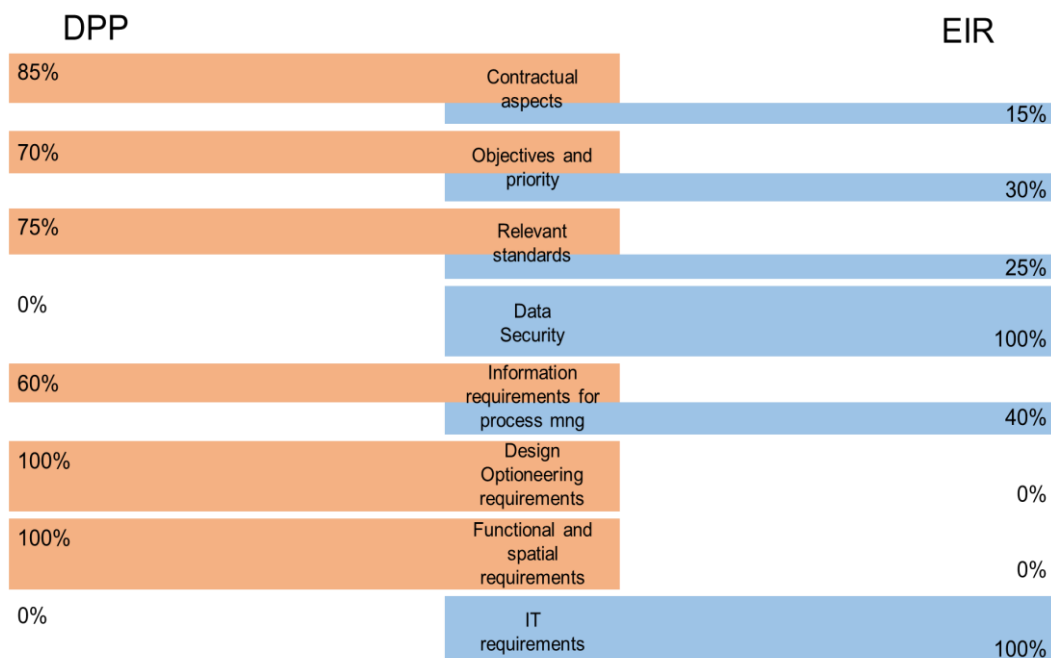 DPP
EIR
85%
Contractual
aspects
15%
70%
Objectives and
priority
30%
75%
Relevant
standards
25%
0%
Data
Security
100%
60%
Information
requirements for
process mng
40%
100%
Design
Optioneering
requirements
0%
100%
Functional and
spatial
requirements
0%
0%
IT
requirements
100%